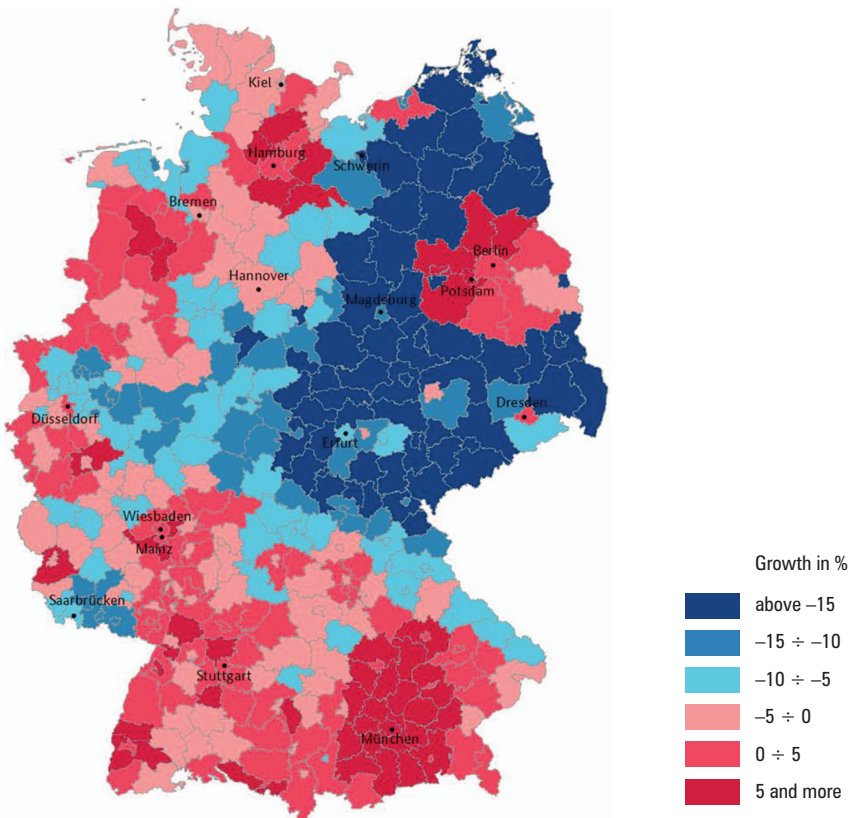 Kiel
Hamburg
Schwerin
Bremen
Berlin
Hannover
Potsdam
Magdeburg
Düsseldorf
Dresden
Erfurt
Wiesbaden
Mainz
Saarbrücken
Stuttgart
München
Growth in %
above –15
–15 ÷ –10
–10 ÷ –5
–5 ÷ 0
0 ÷ 5
5 and more